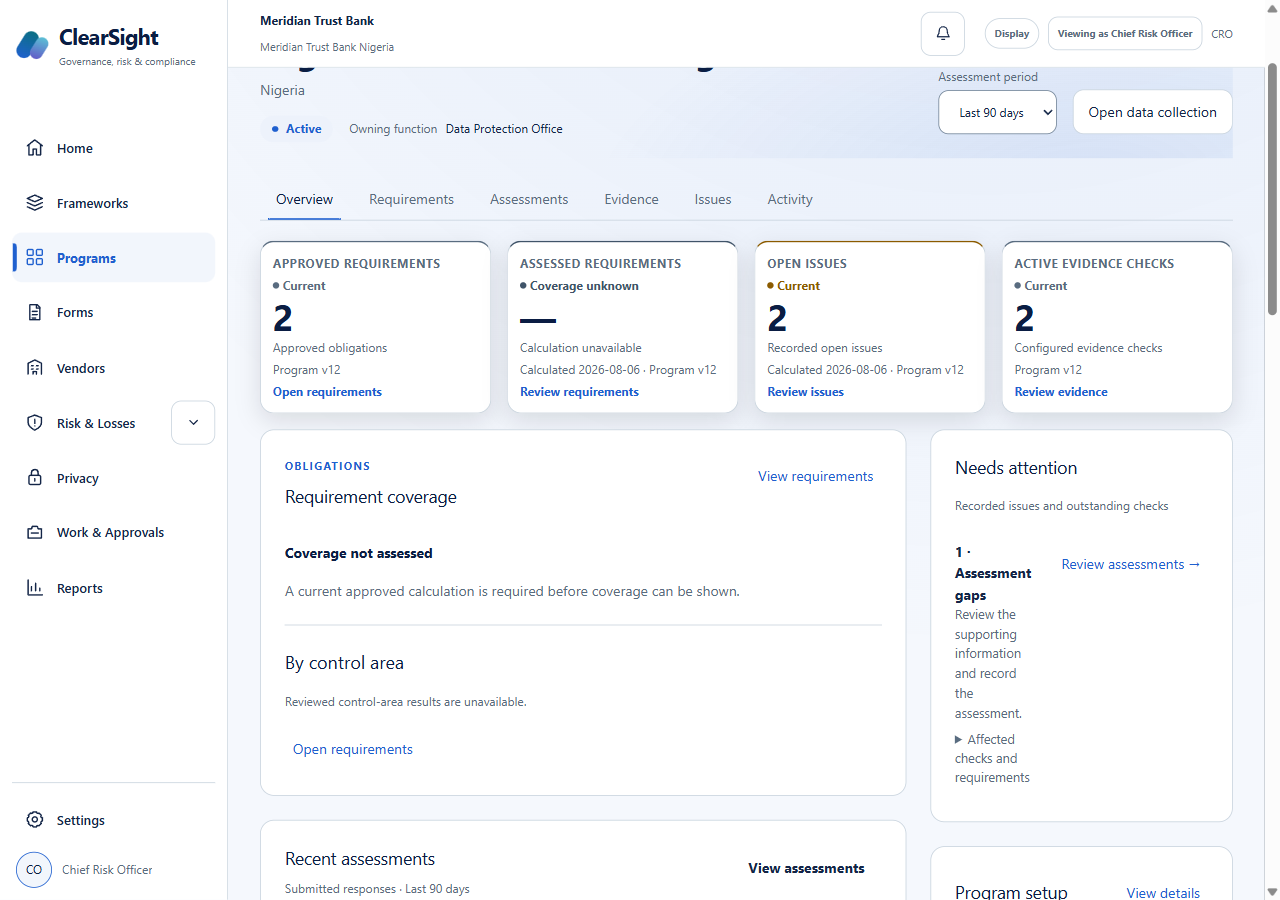 ClearSight
Governance, risk & compliance
Home
Frameworks
Programs
Forms
Vendors
Risk & Losses
Privacy
Work & Approvals
Reports
Settings
CO
Chief Risk Officer
Meridian Trust Bank
Meridian Trust Bank Nigeria
Display
Viewing as Chief Risk Officer
CRO
Nigeria
Active
Owning function Data Protection Office
Assessment period
Last 90 days
Open data collection
Overview
Requirements
Assessments
Evidence
Issues
Activity
APPROVED REQUIREMENTS
Current
2
Approved obligations
Program v12
Open requirements
ASSESSED REQUIREMENTS
Coverage unknown
—
Calculation unavailable
Calculated 2026-08-06 · Program v12
Review requirements
OPEN ISSUES
Current
2
Recorded open issues
Calculated 2026-08-06 · Program v12
Review issues
ACTIVE EVIDENCE CHECKS
Current
2
Configured evidence checks
Program v12
Review evidence
OBLIGATIONS
Requirement coverage
View requirements
Coverage not assessed
A current approved calculation is required before coverage can be shown.
By control area
Reviewed control-area results are unavailable.
Open requirements
Needs attention
Recorded issues and outstanding checks
1 ·
Assessment
gaps
Review the
supporting
information
and record
the
assessment.
Review assessments →
▶ Affected
checks and
requirements
Recent assessments
Submitted responses · Last 90 days
View assessments
Program setup
View details